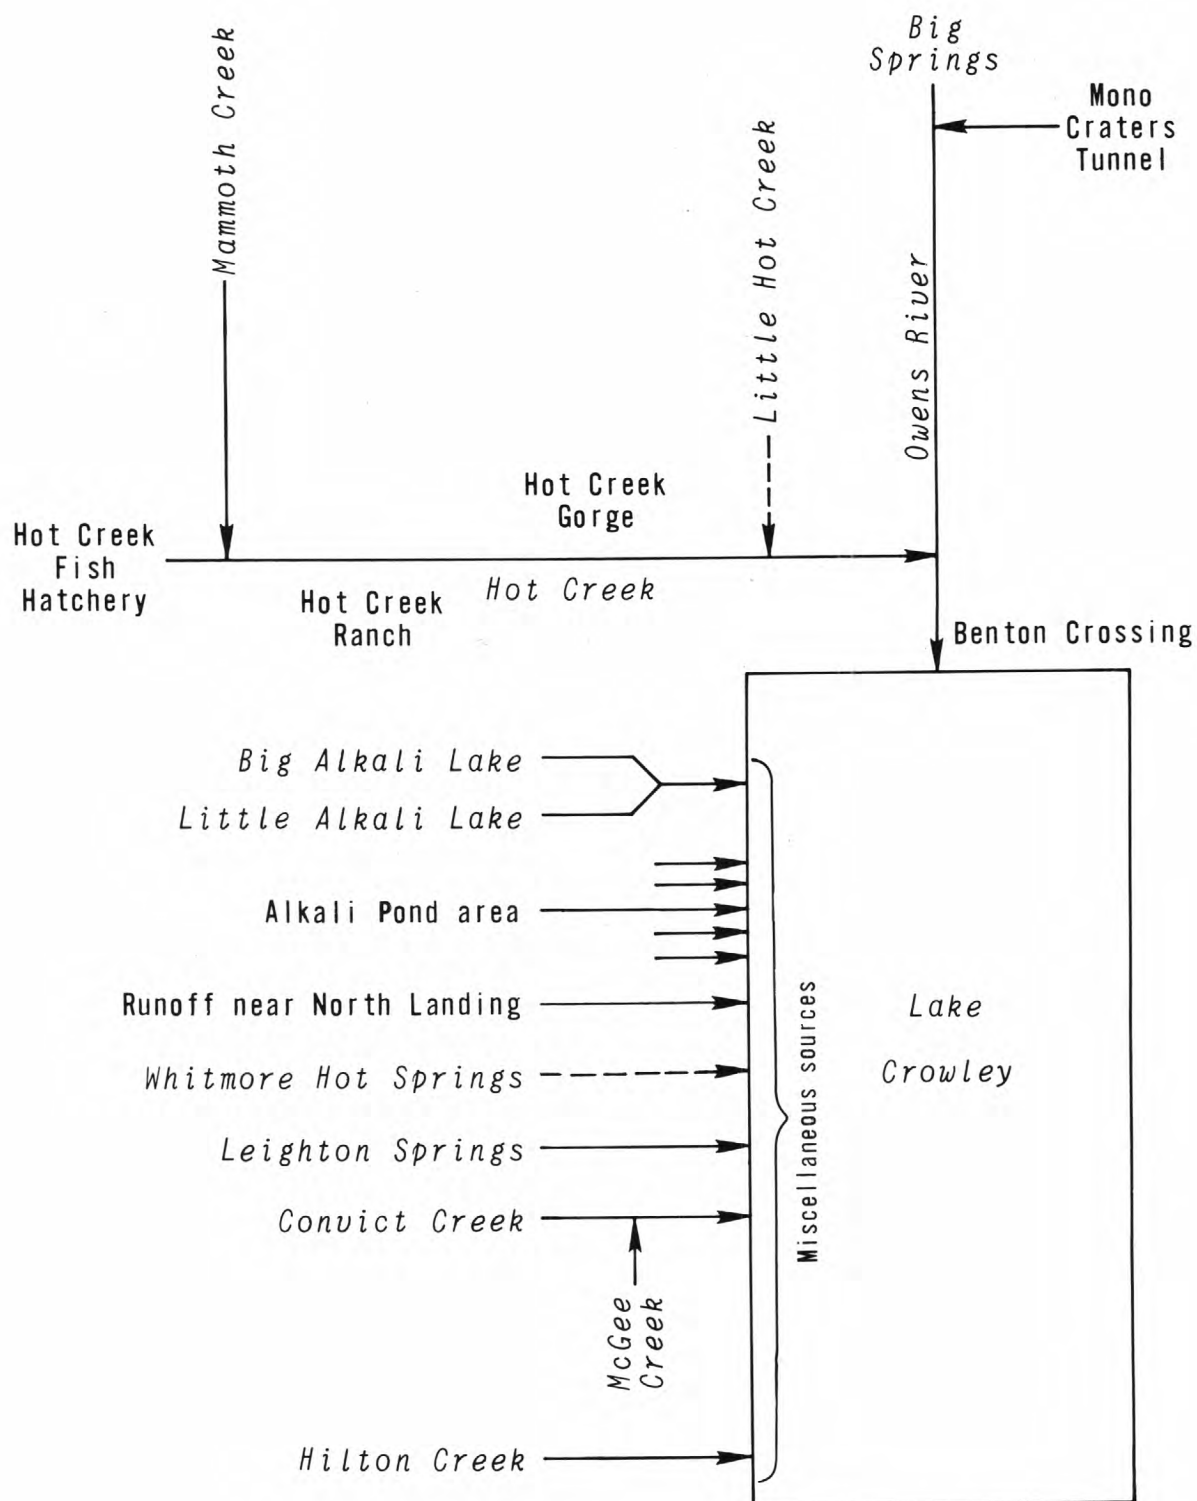 Big
Springs
Mono
Craters
Tunnel
Mammoth Creek
Little Hot Creek
Owens River
Hot Creek
Gorge
Hot Creek
Fish
Hatchery
Hot Creek
Hot Creek
Ranch
Benton Crossing
Big Alkali Lake
Little Alkali Lake
Alkali Pond area
Runoff near North Landing
Whitmore Hot Springs
Leighton Springs
Convict Creek
McGee
Creek
Hilton Creek
Miscellaneous sources
Lake
Crowley